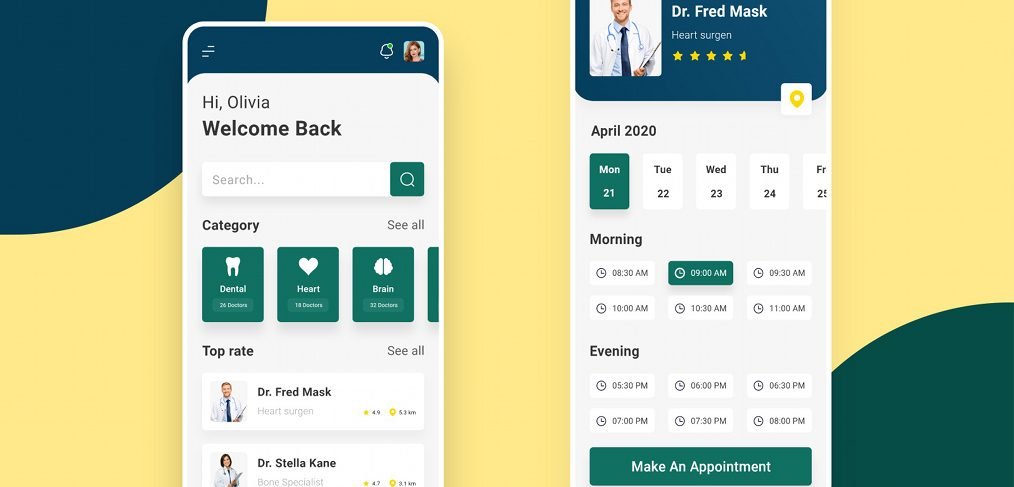 Hi, Olivia
Welcome Back
Search...
Category
See all
Dental
26 Doctors
Heart
18 Doctors
Brain
32 Doctors
Top rate
See all
Dr. Fred Mask
Heart surgen
4.9
5.3 km
Dr. Stella Kane
Bone Specialist
4.7
3.1 km
Dr. Fred Mask
Heart surgen
April 2020
Mon
21
Tue
22
Wed
23
Thu
24
Fr
25
Morning
08:30 AM
09:00 AM
09:30 AM
10:00 AM
10:30 AM
11:00 AM
Evening
05:30 PM
06:00 PM
06:30 PM
07:00 PM
07:30 PM
08:00 PM
Make An Appointment